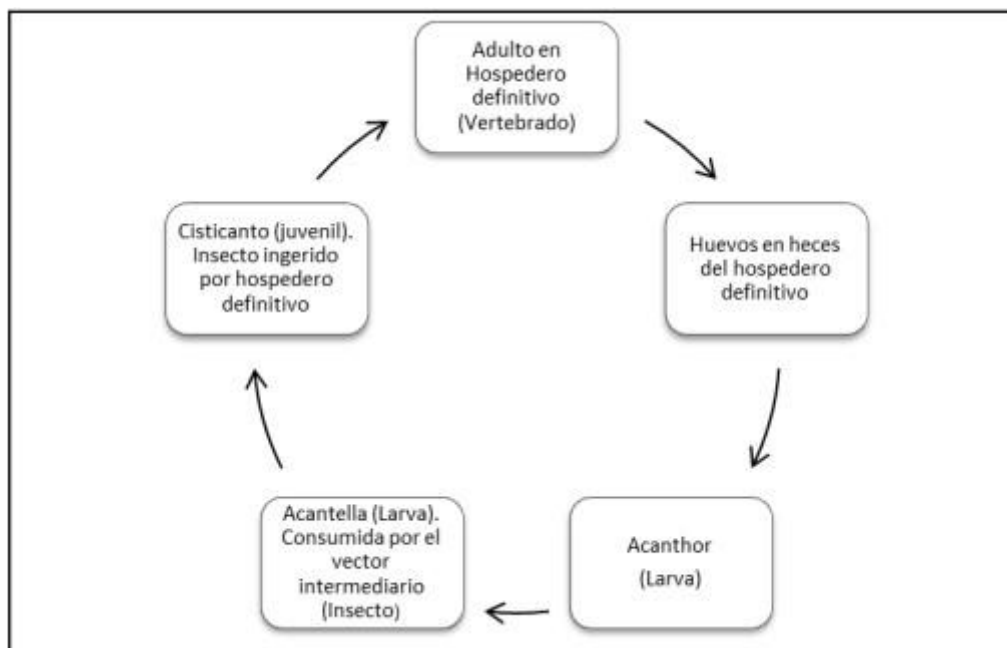 Adulto en
Hospedero
definitivo
(Vertebrado)
Huevos en heces
del hospedero
definitivo
Acanthor
(Larva)
Acantella (Larva).
Consumida por el
vector
intermediario
(Insecto)
Cisticanto (juvenil).
Insecto ingerido
por hospedero
definitivo